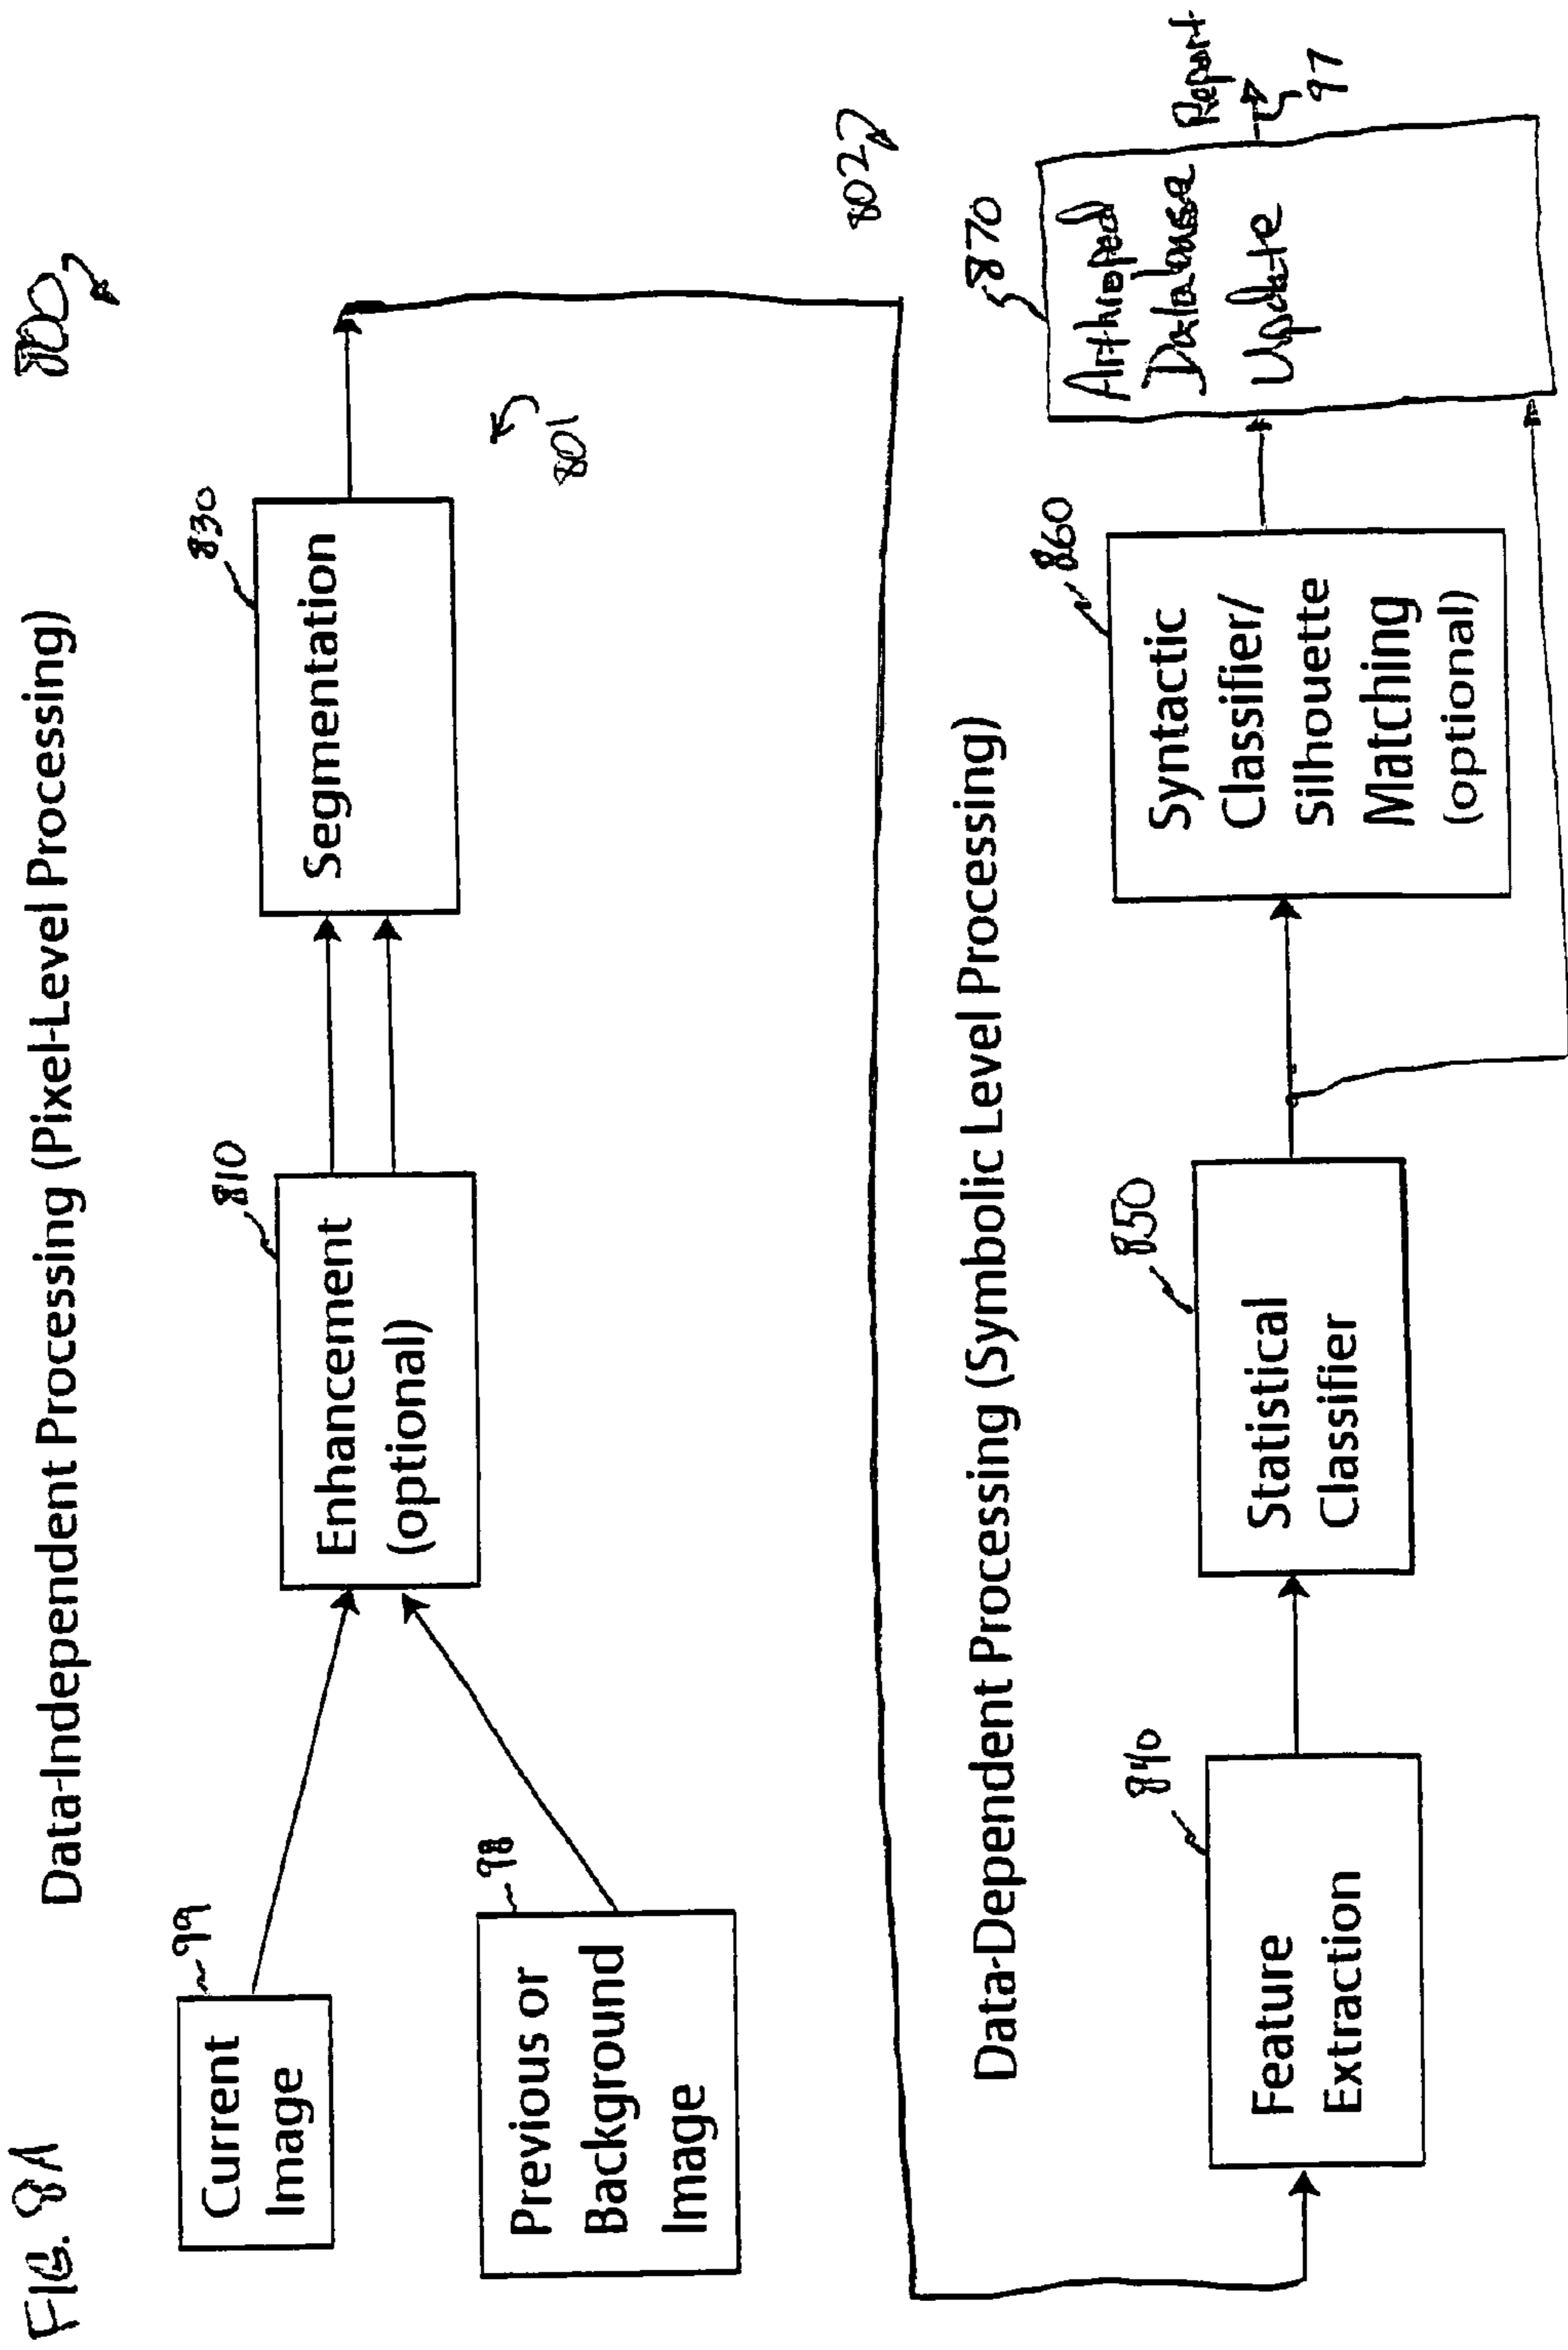 FIG. 8A
800
Data-Independent Processing (Pixel-Level Processing)
99
Current
Image
98
Previous or
Background
Image
810
Enhancement
(optional)
830
Segmentation
801
802
Data-Dependent Processing (Symbolic Level Processing)
840
Feature
Extraction
850
Statistical
Classifier
860
Syntactic
Classifier/
Silhouette
Matching
(optional)
870
Arthropod
Database
Update
Report
97